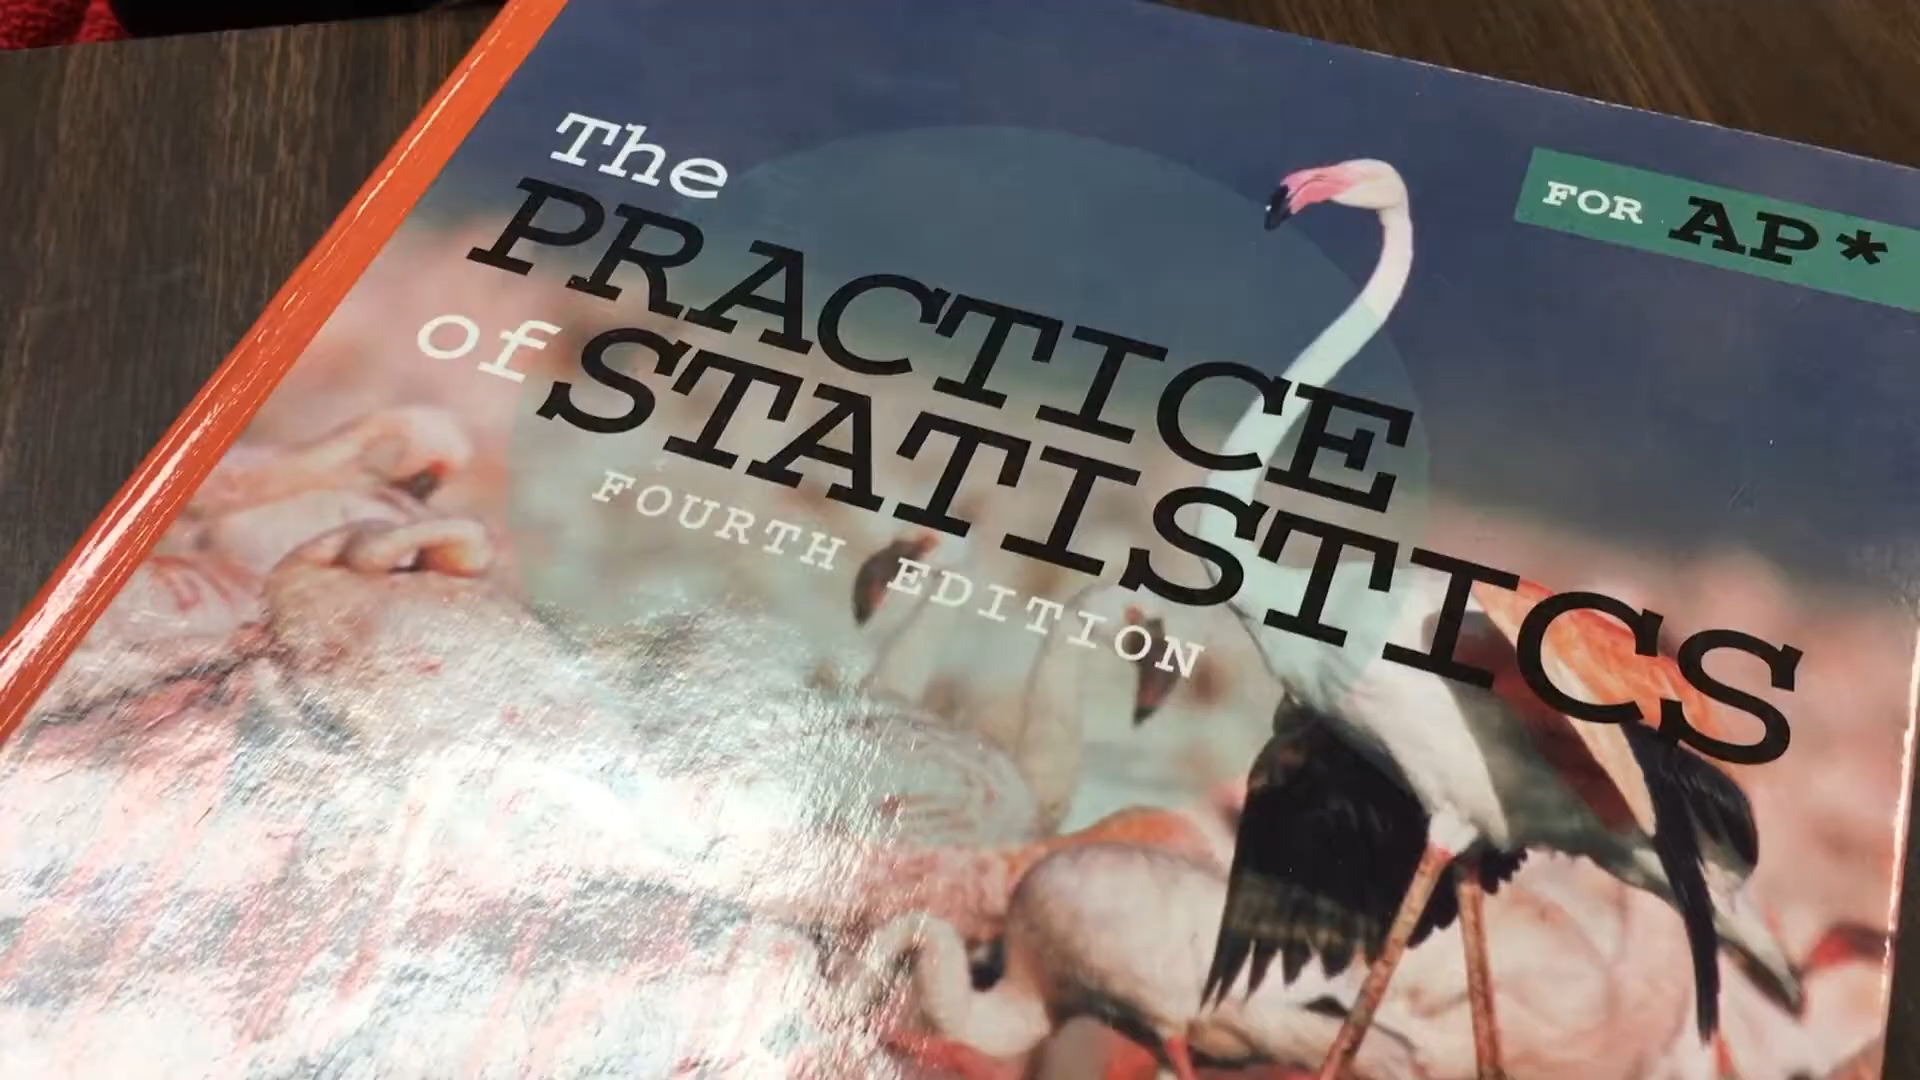 The
PRACTICE
of STATISTICS
FOURTH EDITION
FOR AP*